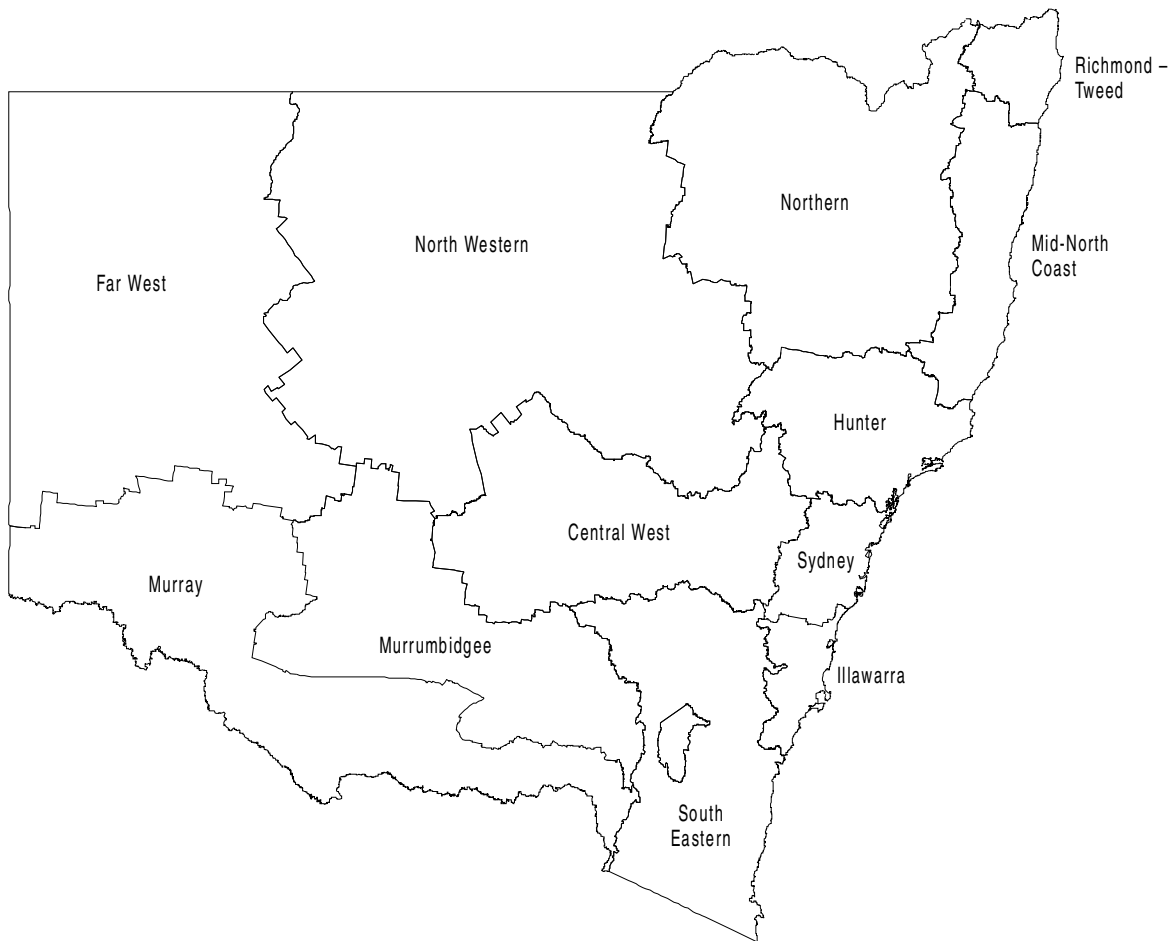 Richmond –
Tweed
Northern
North Western
Mid-North
Coast
Far West
Hunter
Central West
Sydney
Murray
Murrumbidgee
Illawarra
South
Eastern